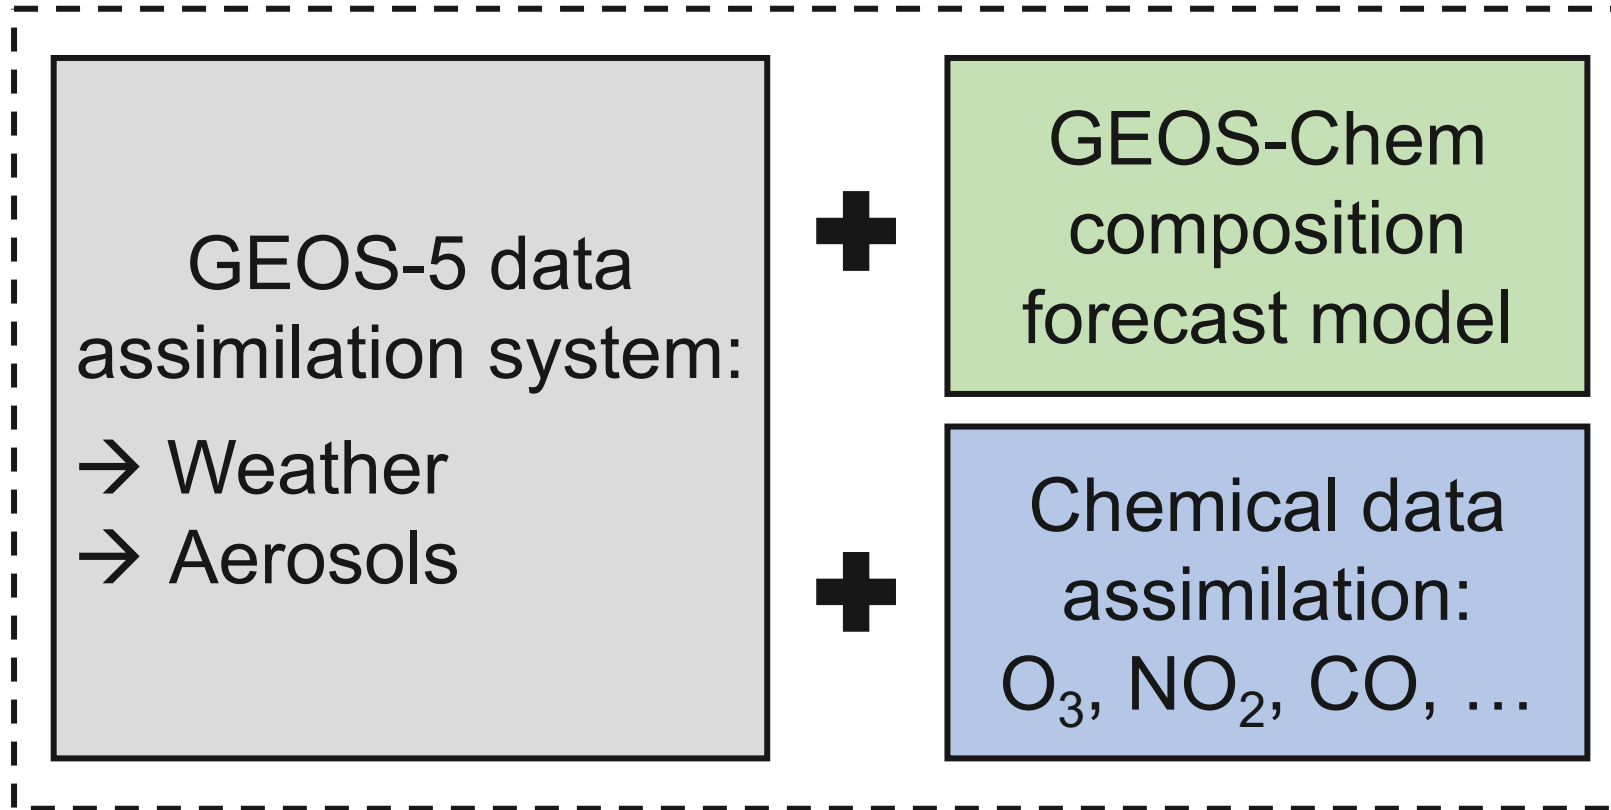 GEOS-5 data
assimilation system:
→ Weather
→ Aerosols
GEOS-Chem
composition
forecast model
Chemical data
assimilation:
O₃, NO₂, CO, …